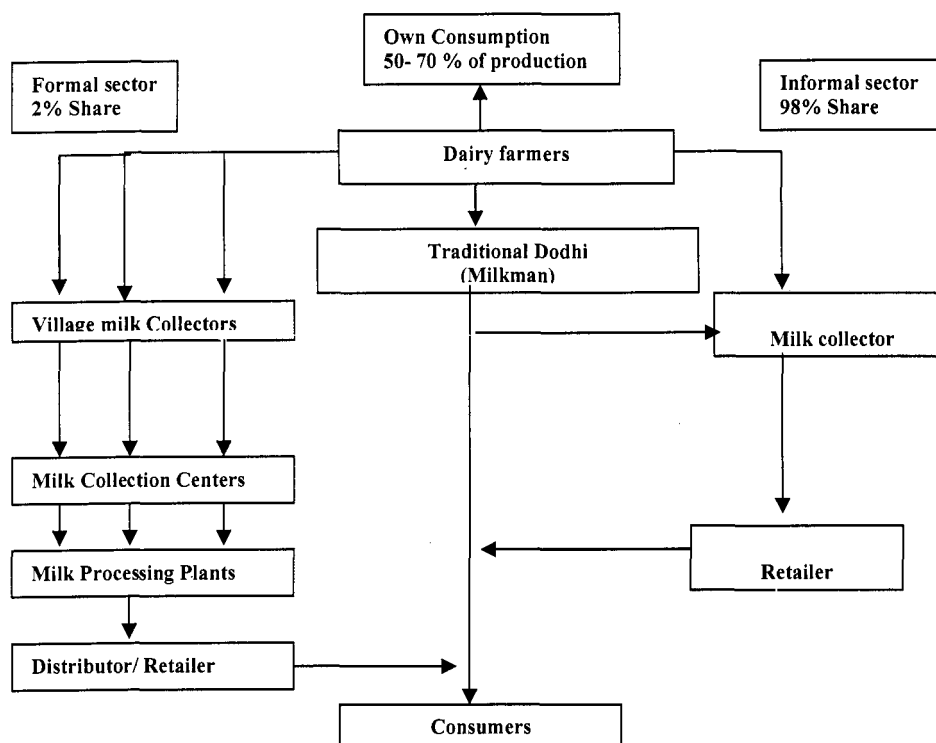 Own Consumption
50- 70 % of production
Formal sector
2% Share
Informal sector
98% Share
Dairy farmers
Traditional Dodhi
(Milkman)
Village milk Collectors
Milk collector
Milk Collection Centers
Milk Processing Plants
Retailer
Distributor/ Retailer
Consumers